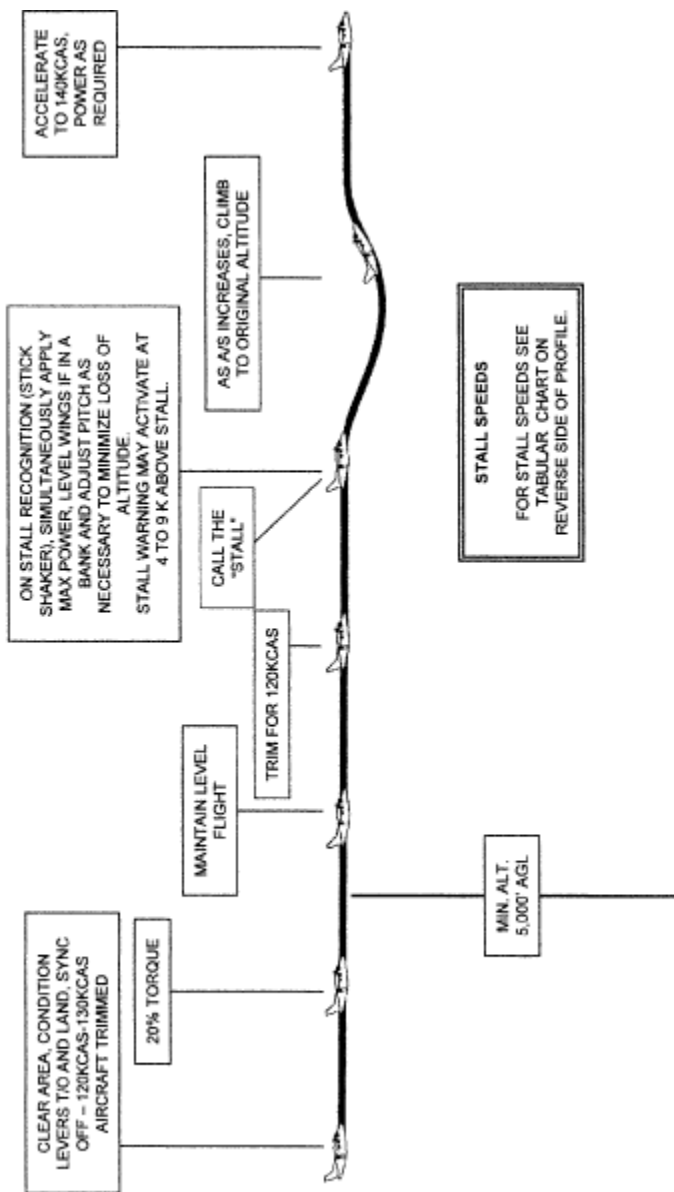 CLEAR AREA, CONDITION
LEVERS T/O AND LAND, SYNC
OFF – 120KCAS-130KCAS
AIRCRAFT TRIMMED
20% TORQUE
MAINTAIN LEVEL
FLIGHT
TRIM FOR 120KCAS
CALL THE
"STALL"
ON STALL RECOGNITION (STICK
SHAKER), SIMULTANEOUSLY APPLY
MAX POWER, LEVEL WINGS IF IN A
BANK AND ADJUST PITCH AS
NECESSARY TO MINIMIZE LOSS OF
ALTITUDE.
STALL WARNING MAY ACTIVATE AT
4 TO 9 K ABOVE STALL.
AS A/S INCREASES, CLIMB
TO ORIGINAL ALTITUDE
ACCELERATE
TO 140KCAS,
POWER AS
REQUIRED
MIN. ALT.
5,000' AGL
STALL SPEEDS
FOR STALL SPEEDS SEE
TABULAR CHART ON
REVERSE SIDE OF PROFILE.